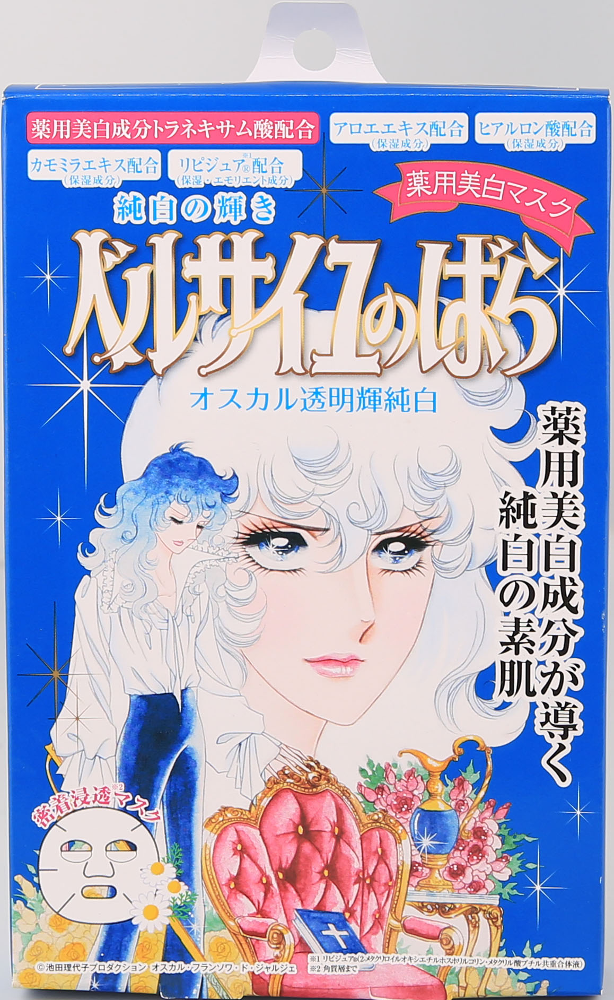 薬用美白成分トラネキサム酸配合
アロエエキス配合
(保湿成分)
ヒアルロン酸配合
(保湿成分)
カモミラエキス配合
(保湿成分)
リピジュア®※1配合
(保湿・エモリエント成分)
薬用美白マスク
純白の輝き
ベルサイユのばら
オスカル透明輝純白
薬用美白成分が導く
純白の素肌
密着浸透※2マスク
©池田理代子プロダクション オスカル・フランソワ・ド・ジャルジェ
※1 リピジュア®(2-メタクリロイルオキシエチルホスホリルコリン・メタクリル酸ブチル共重合体液)
※2 角質層まで